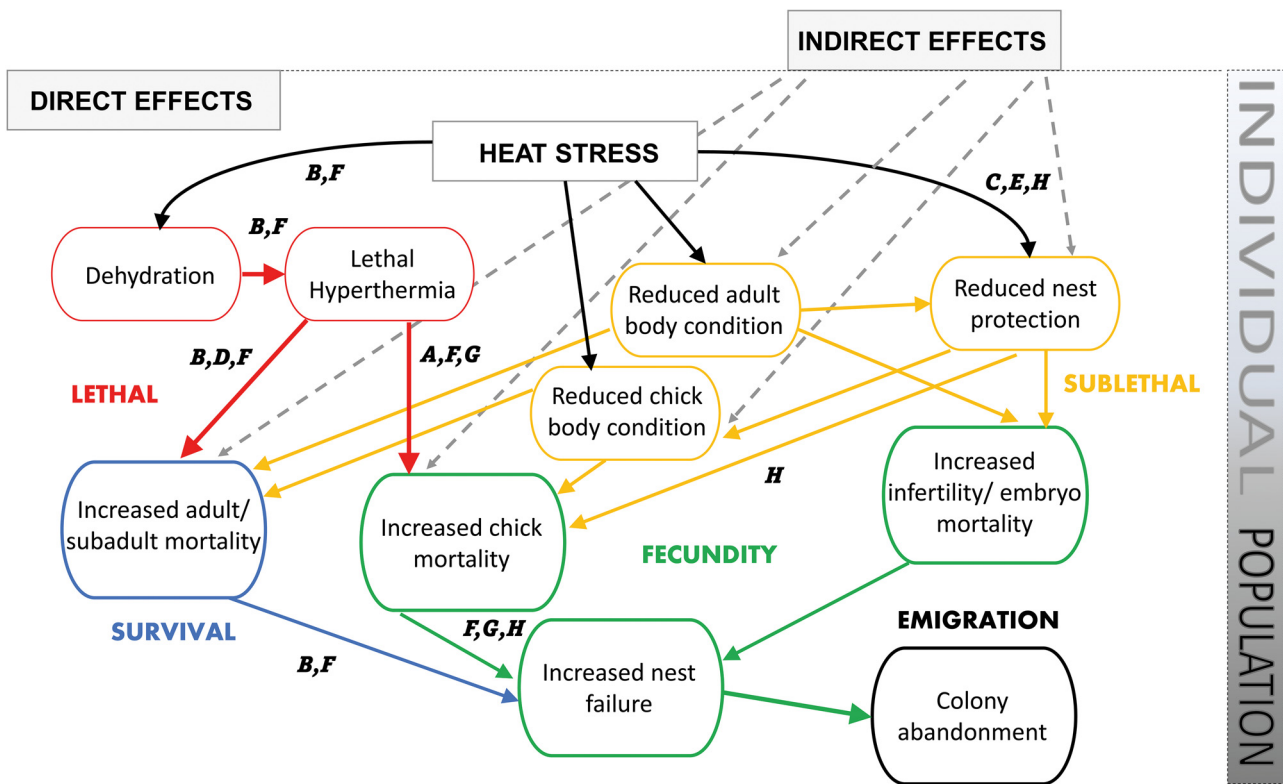 INDIRECT EFFECTS
DIRECT EFFECTS
HEAT STRESS
B,F
C,E,H
B,F
Dehydration
Lethal
Hyperthermia
Reduced adult
body condition
Reduced nest
protection
B,D,F
A,F,G
LETHAL
SUBLETHAL
Reduced chick
body condition
H
Increased adult/
subadult mortality
Increased chick
mortality
Increased
infertility/ embryo
mortality
FECUNDITY
SURVIVAL
EMIGRATION
F,G,H
B,F
Increased nest
failure
Colony
abandonment
INDIVIDUAL
POPULATION